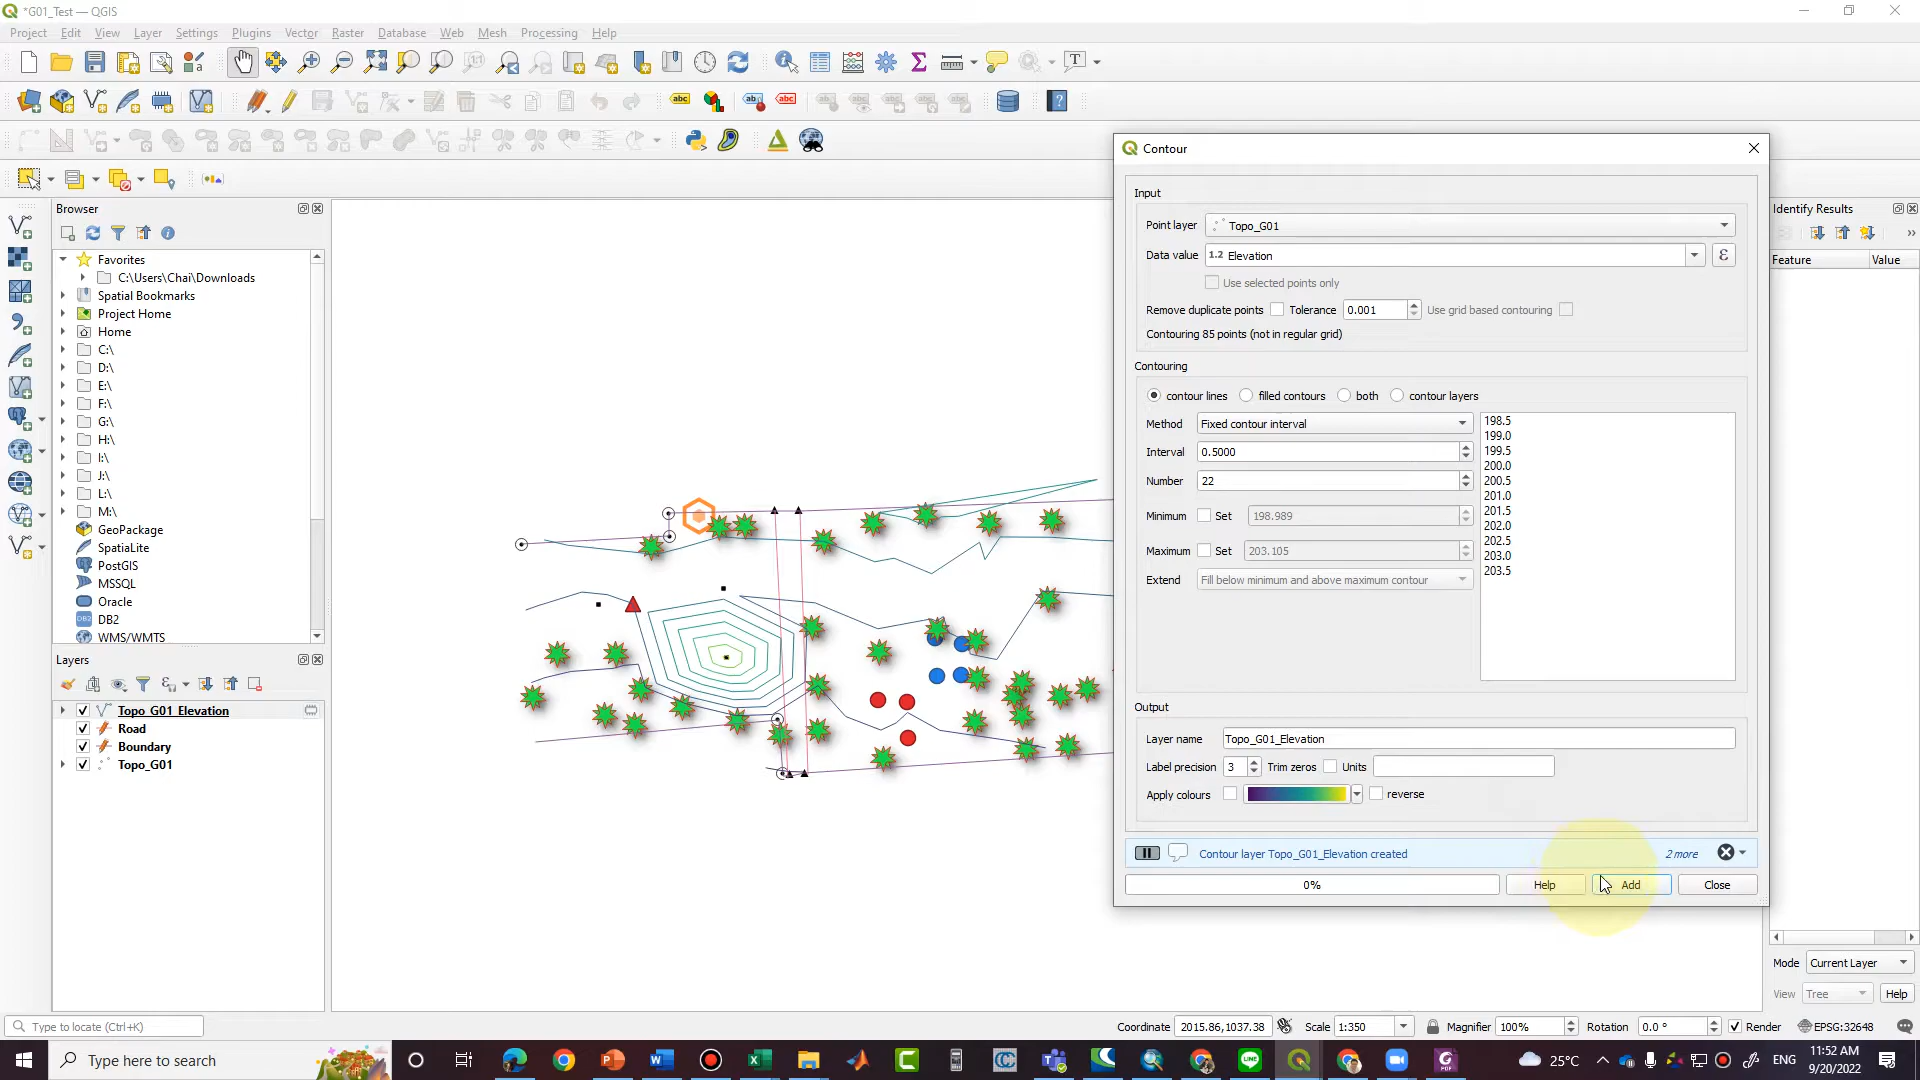 *G01_Test — QGIS
Project Edit View Layer Settings Plugins Vector Raster Database Web Mesh Processing Help
Browser
Favorites
C:\Users\Chai\Downloads
Spatial Bookmarks
Project Home
Home
C:\
D:\
E:\
F:\
G:\
H:\
I:\
J:\
L:\
M:\
GeoPackage
SpatiaLite
PostGIS
MSSQL
Oracle
DB2
WMS/WMTS
Layers
Topo_G01_Elevation
Road
Boundary
Topo_G01
Contour
Input
Point layer Topo_G01
Data value 1.2 Elevation
Use selected points only
Remove duplicate points Tolerance 0.001 Use grid based contouring
Contouring 85 points (not in regular grid)
Contouring
contour lines filled contours both contour layers
Method Fixed contour interval
Interval 0.5000
Number 22
Minimum Set 198.989
Maximum Set 203.105
Extend Fill below minimum and above maximum contour
198.5
199.0
199.5
200.0
200.5
201.0
201.5
202.0
202.5
203.0
203.5
Output
Layer name Topo_G01_Elevation
Label precision 3 Trim zeros Units
Apply colours reverse
Contour layer Topo_G01_Elevation created 2 more
0% Help Add Close
Identify Results
Feature Value
Mode Current Layer
View Tree Help
Type to locate (Ctrl+K)
Coordinate 2015.86,1037.38 Scale 1:350 Magnifier 100% Rotation 0.0 ° Render EPSG:32648
Type here to search
25°C ENG 11:52 AM
9/20/2022